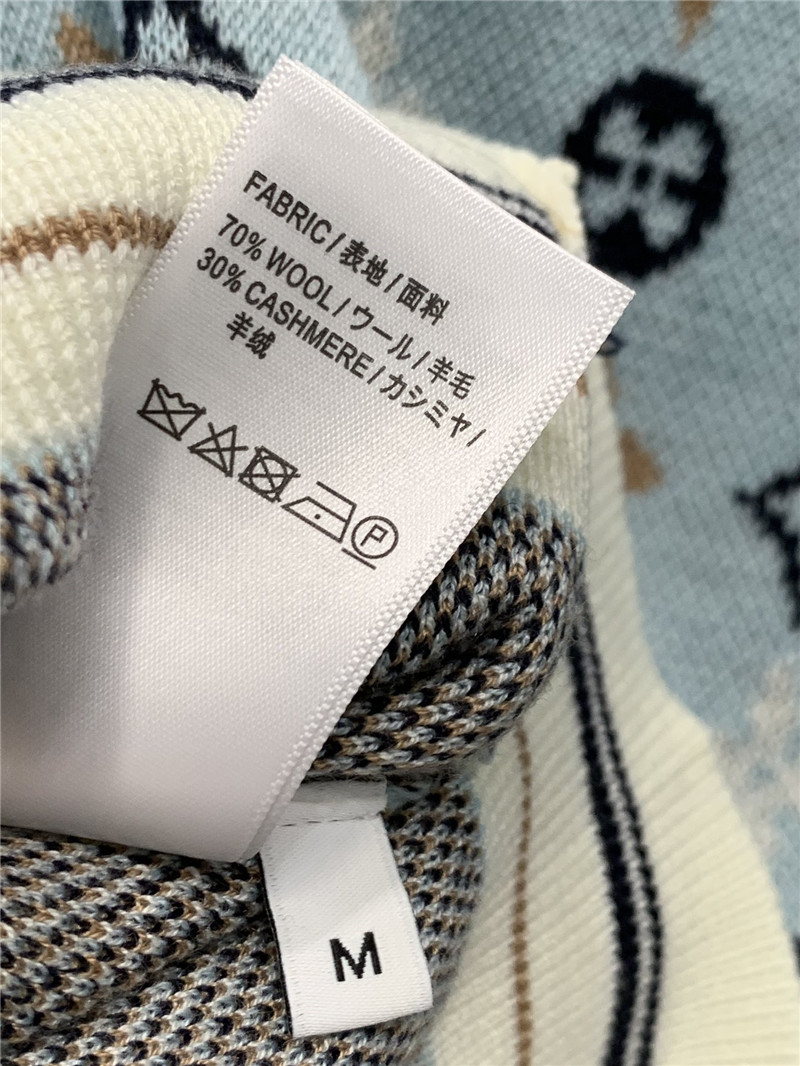 FABRIC / 表地 / 面料
70% WOOL / ウール / 羊毛
30% CASHMERE / カシミヤ /
羊绒
P
M